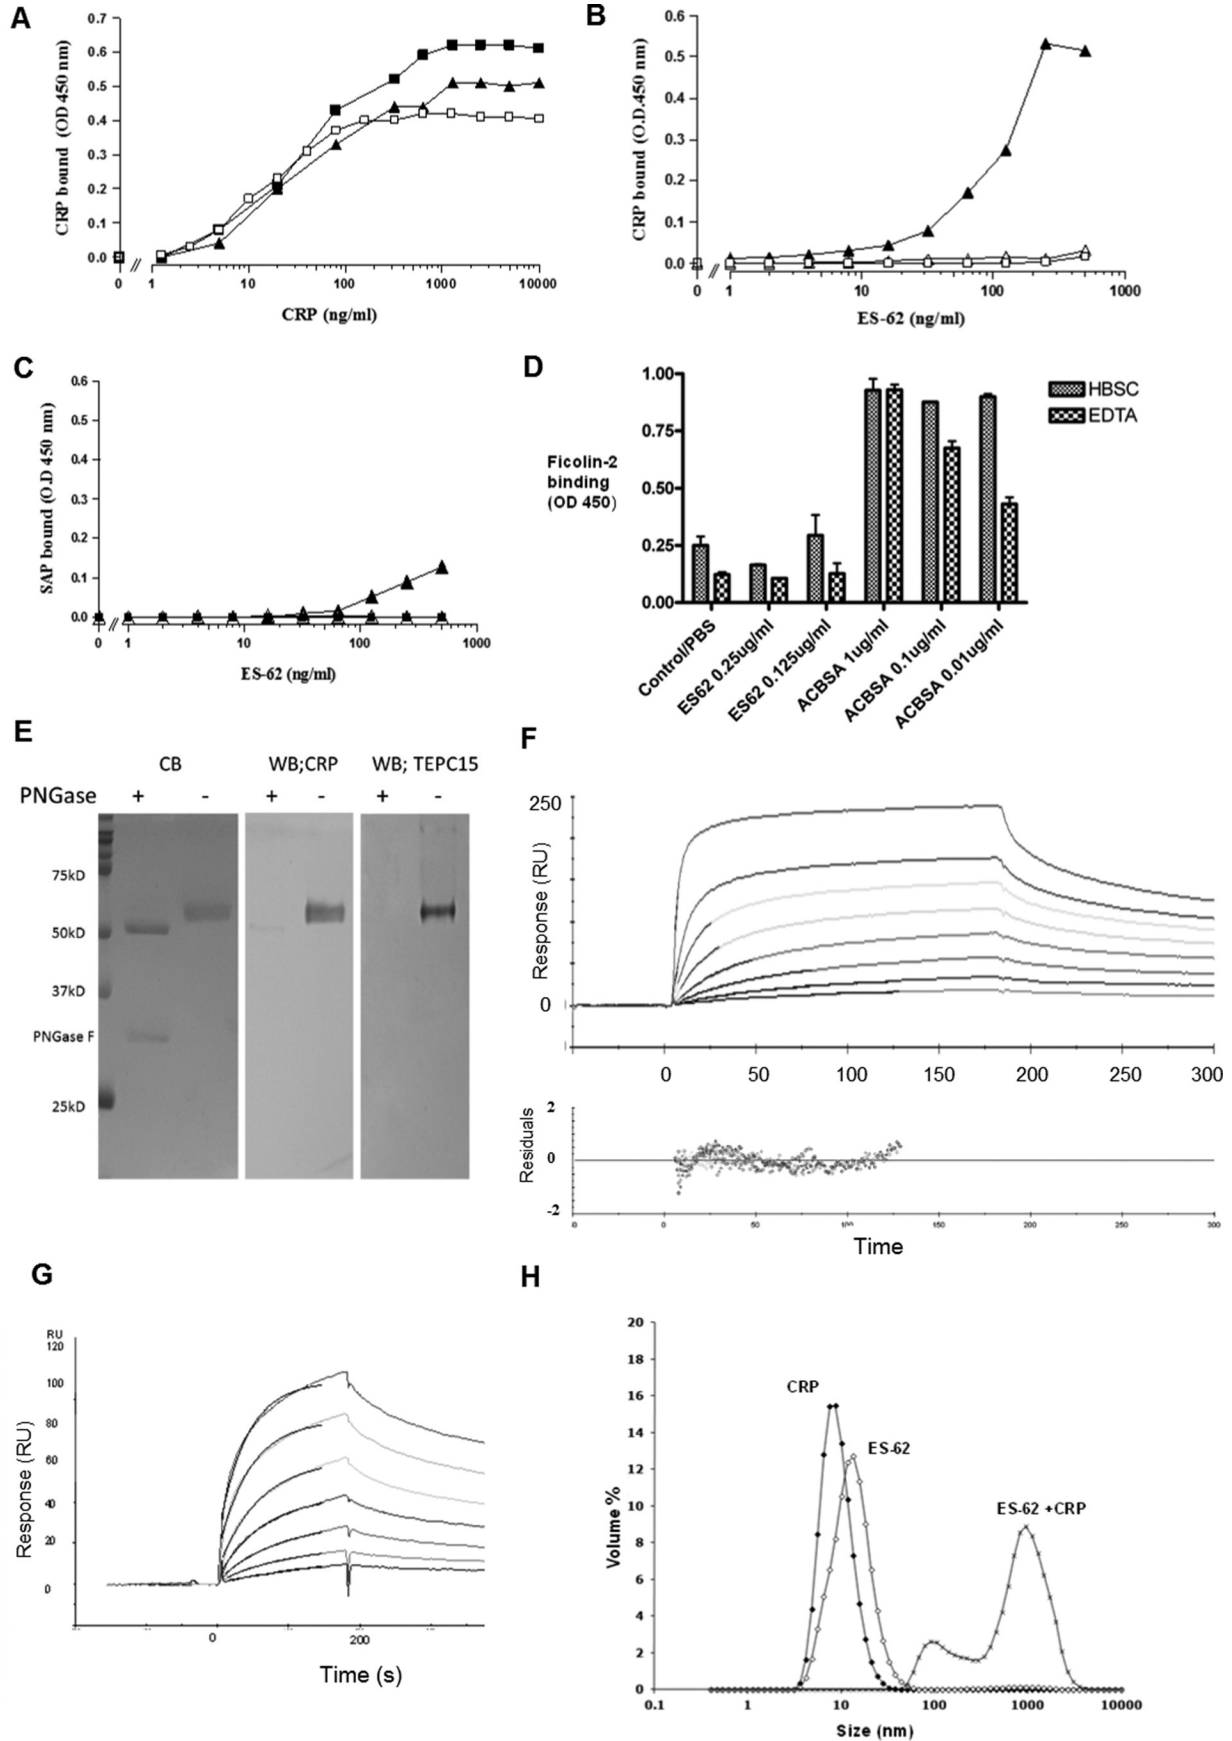 A
0.7
0.6
0.5
0.4
0.3
0.2
0.1
0.0
CRP bound (OD 450 nm)
0 // 1 10 100 1000 10000
CRP (ng/ml)
B
0.6
0.5
0.4
0.3
0.2
0.1
0.0
CRP bound (O.D.450 nm)
0 // 1 10 100 1000
ES-62 (ng/ml)
C
0.6
0.5
0.4
0.3
0.2
0.1
0.0
SAP bound (O.D 450 nm)
0 // 1 10 100 1000
ES-62 (ng/ml)
D
1.00
0.75
0.50
0.25
0.00
Ficolin-2
binding
(OD 450)
HBSC
EDTA
Control/PBS
ES62 0.25ug/ml
ES62 0.125ug/ml
ACBSA 1ug/ml
ACBSA 0.1ug/ml
ACBSA 0.01ug/ml
E
CB WB;CRP WB; TEPC15
PNGase + - + - + -
75kD
50kD
37kD
PNGase F
25kD
F
250
0
Response (RU)
0 50 100 150 200 250 300
2
0
-2
Residuals
0 0 50 150 200 250 300
Time
G
RU
120
100
80
60
40
20
0
Response (RU)
0 200
Time (s)
H
20
18
16
14
12
10
8
6
4
2
0
Volume %
CRP
ES-62
ES-62 +CRP
0.1 1 10 100 1000 10000
Size (nm)